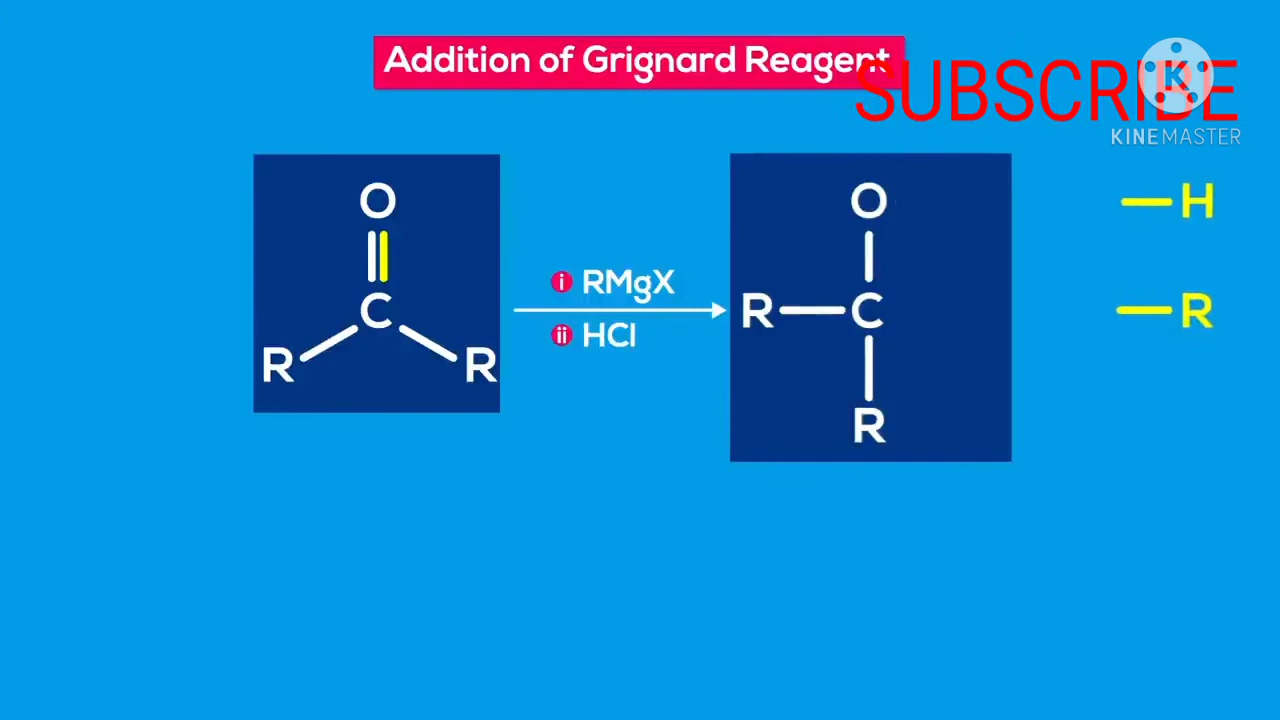 Addition of Grignard Reagent
SUBSCRIBE
K
KINEMASTER
O
C
R R
i RMgX
ii HCl
O
R C
R
H
R